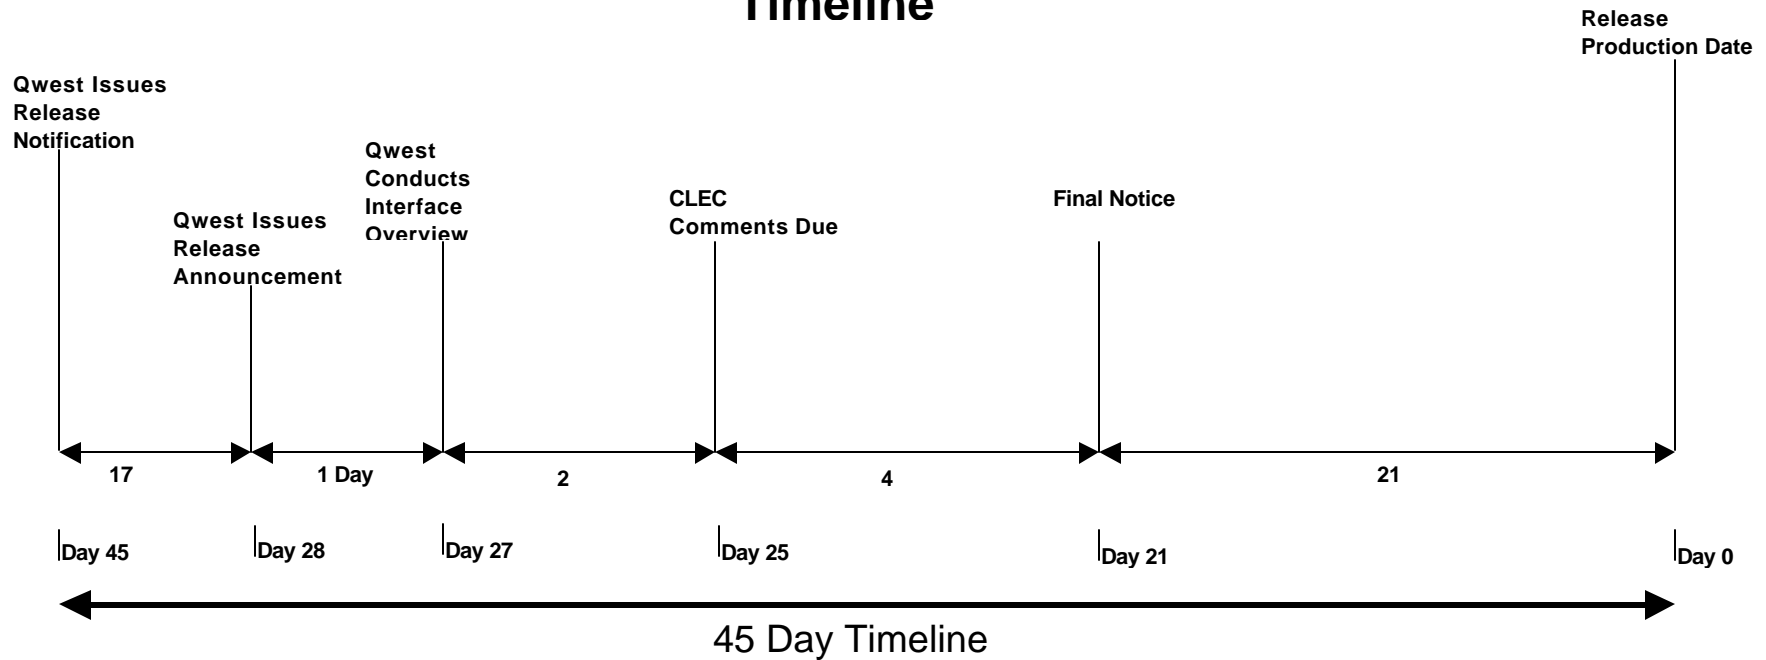 Timeline
Release
Production Date
Qwest Issues
Release
Notification
Qwest
Conducts
Interface
Overview
CLEC
Comments Due
Final Notice
Qwest Issues
Release
Announcement
17
1 Day
2
4
21
Day 45
Day 28
Day 27
Day 25
Day 21
Day 0
45 Day Timeline